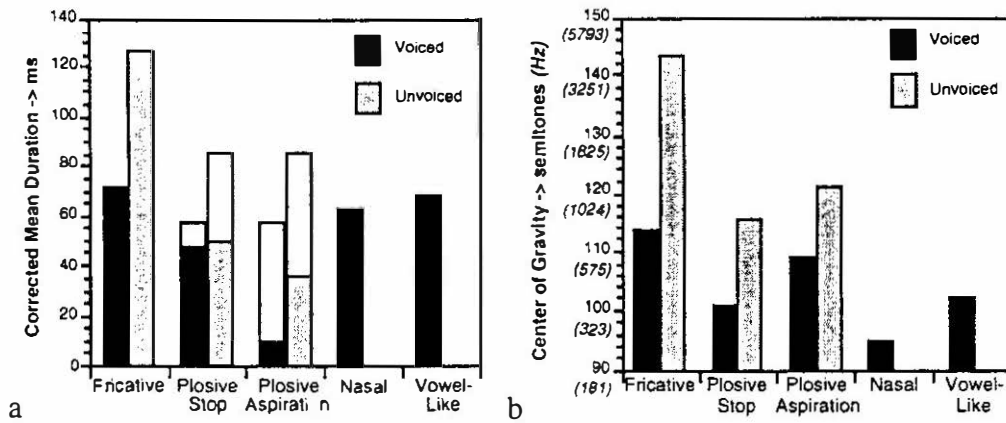 Corrected Mean Duration -> ms
140
120
100
80
60
40
20
0
Voiced
Unvoiced
Fricative
Plosive
Stop
Plosive
Aspirati n
Nasal
Vowel-
Like
a
Center of Gravity -> semitones (Hz)
150
(5793)
140
(3251)
130
(1825)
120
(1024)
110
(575)
100
(323)
90
(181)
Voiced
Unvoiced
Fricative
Plosive
Stop
Plosive
Aspiration
Nasal
Vowel-
Like
b